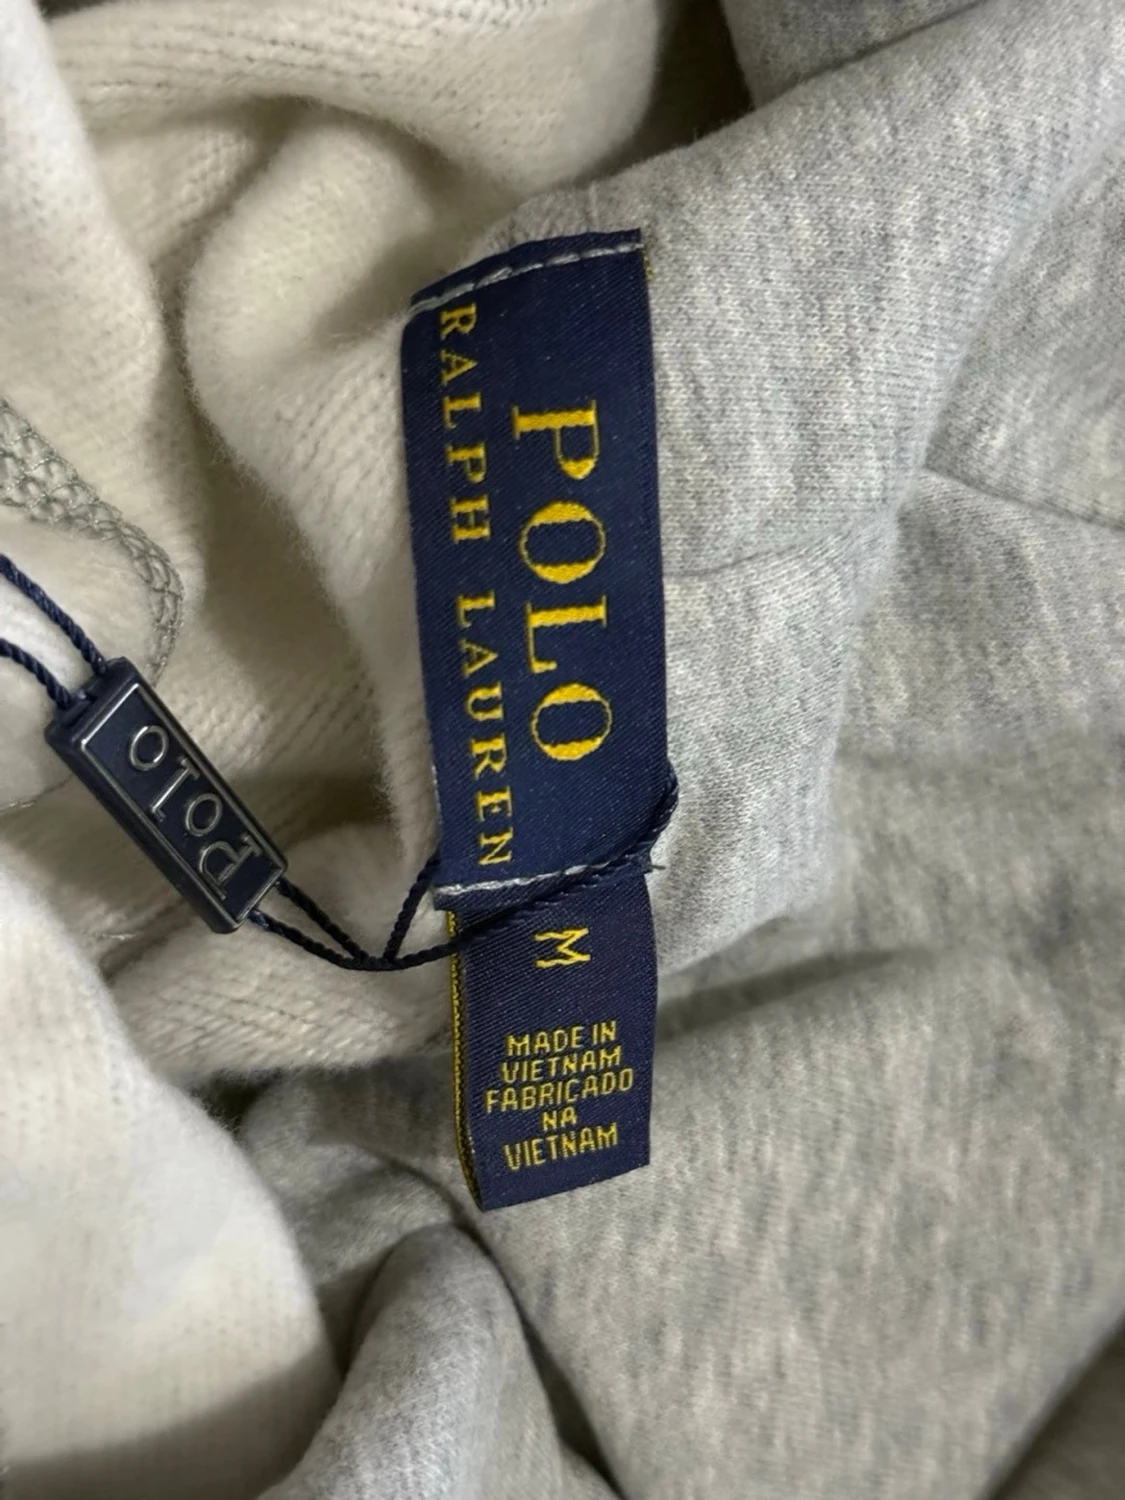 POLO
RALPH LAUREN
M
MADE IN
VIETNAM
FABRICADO
NA
VIETNAM
Polo